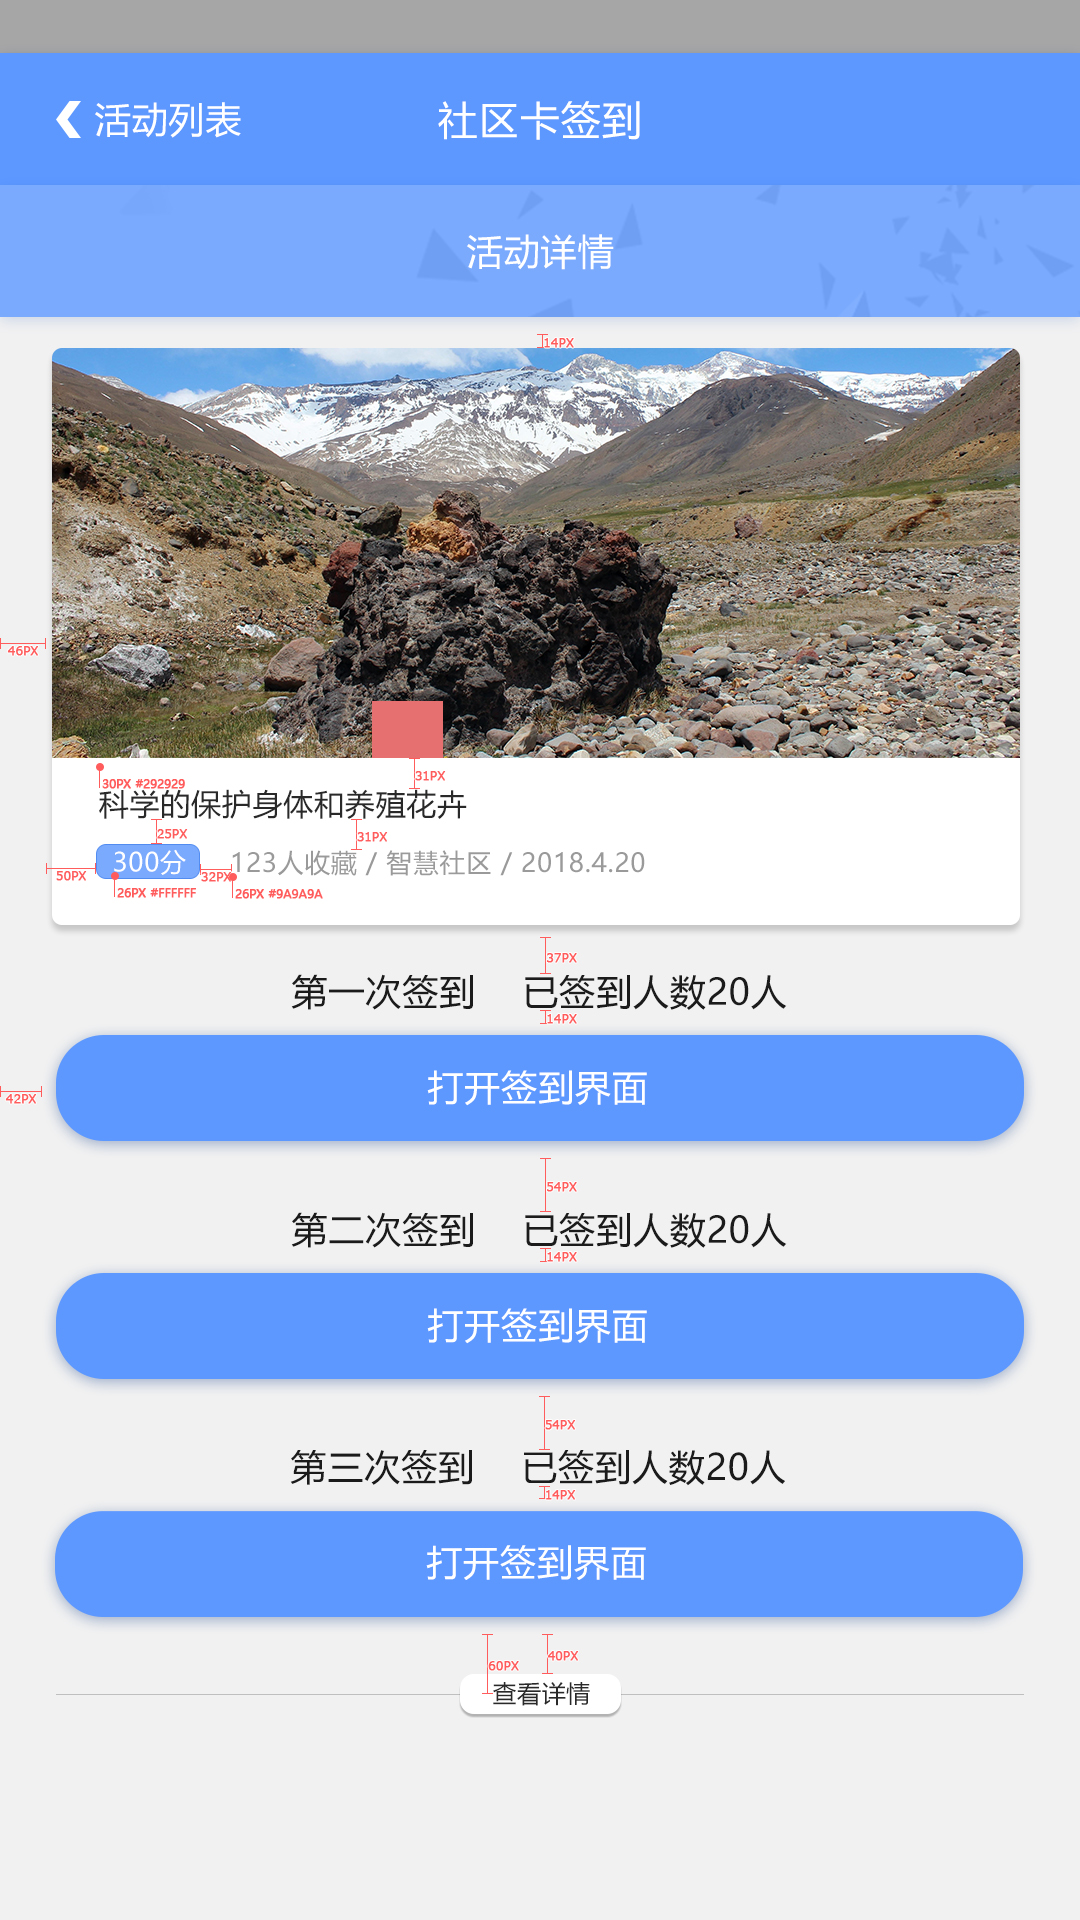 活动列表
社区卡签到
活动详情
14PX
46PX
31PX
30PX #292929
科学的保护身体和养殖花卉
25PX
31PX
300分
123人收藏 / 智慧社区 / 2018.4.20
50PX
32PX
26PX #FFFFFF
26PX #9A9A9A
37PX
第一次签到 已签到人数20人
14PX
打开签到界面
42PX
54PX
第二次签到 已签到人数20人
14PX
打开签到界面
54PX
第三次签到 已签到人数20人
14PX
打开签到界面
40PX
60PX
查看详情